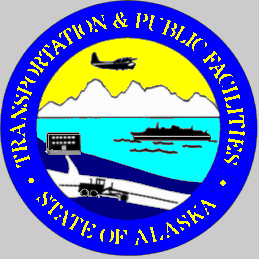 TRANSPORTATION & PUBLIC FACILITIES
STATE OF ALASKA